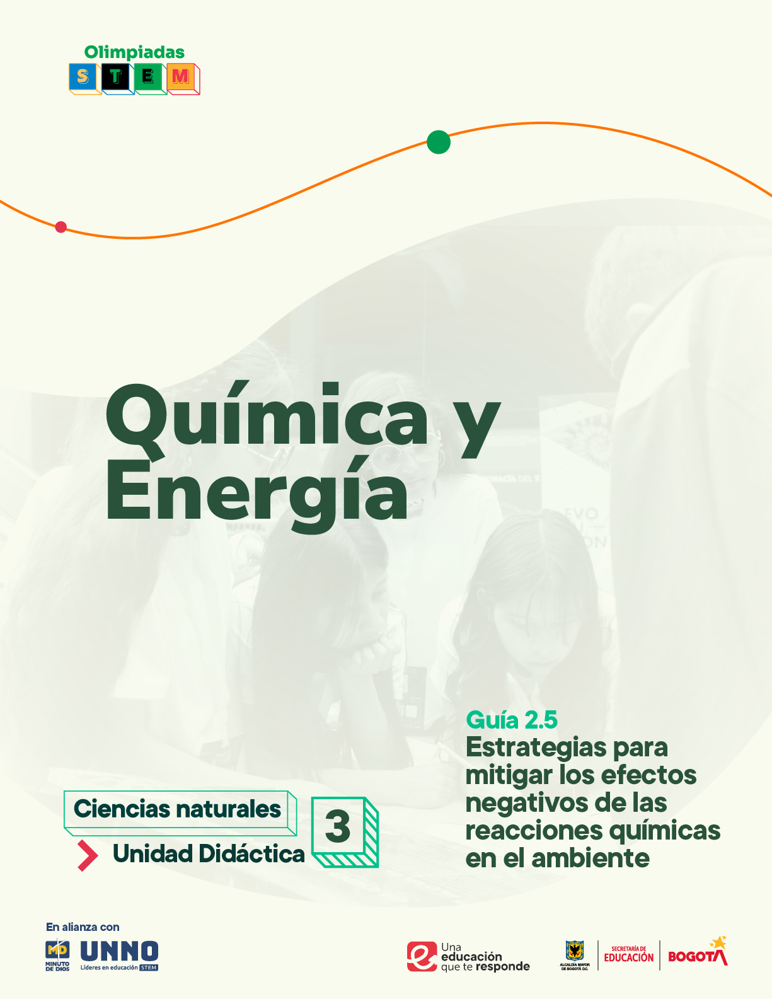 Olimpiadas
STEM
Química y
Energía
EVO
Guía 2.5
Estrategias para
mitigar los efectos
negativos de las
reacciones químicas
en el ambiente
Ciencias naturales
3
Unidad Didáctica
En alianza con
MD
MINUTO
DE DIOS
UNNO
Líderes en educación STEM
e
Una
educación
que te responde
ALCALDÍA MAYOR
DE BOGOTÁ D.C.
SECRETARÍA DE
EDUCACIÓN
BOGOTÁ